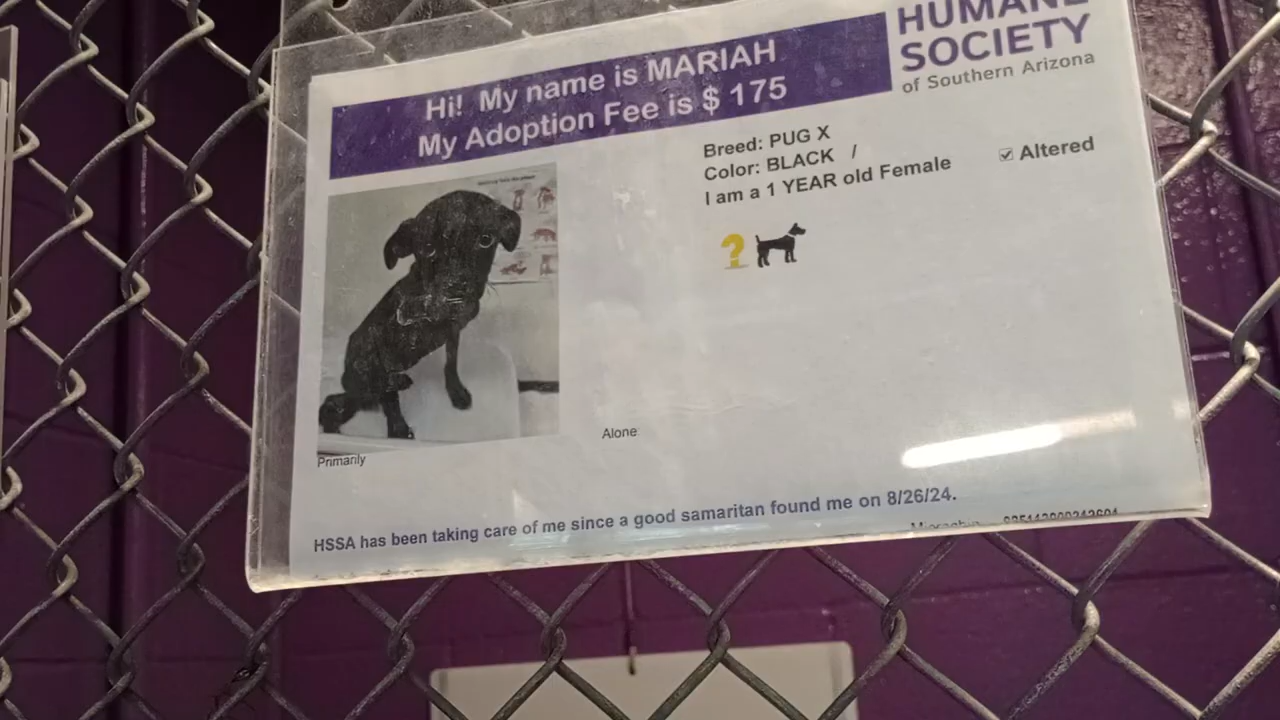 Hi! My name is MARIAH
My Adoption Fee is $ 175
HUMANE
SOCIETY
of Southern Arizona
Breed: PUG X
Color: BLACK /
I am a 1 YEAR old Female
Altered
?
Alone
Primarily
HSSA has been taking care of me since a good samaritan found me on 8/26/24.
Microchip